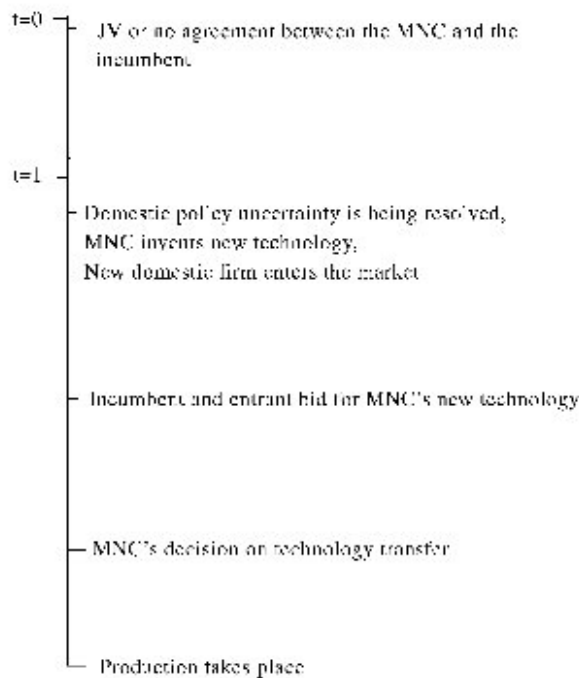 t=0
JV or no agreement between the MNC and the
incumbent
t=1
Domestic policy uncertainty is being resolved,
MNC invents new technology,
New domestic firm enters the market
Incumbent and entrant bid for MNC's new technology
MNC's decision on technology transfer
Production takes place